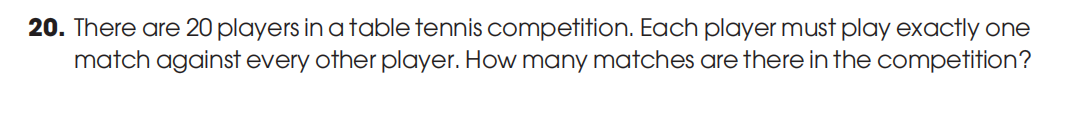 20. There are 20 players in a table tennis competition. Each player must play exactly one
match against every other player. How many matches are there in the competition?